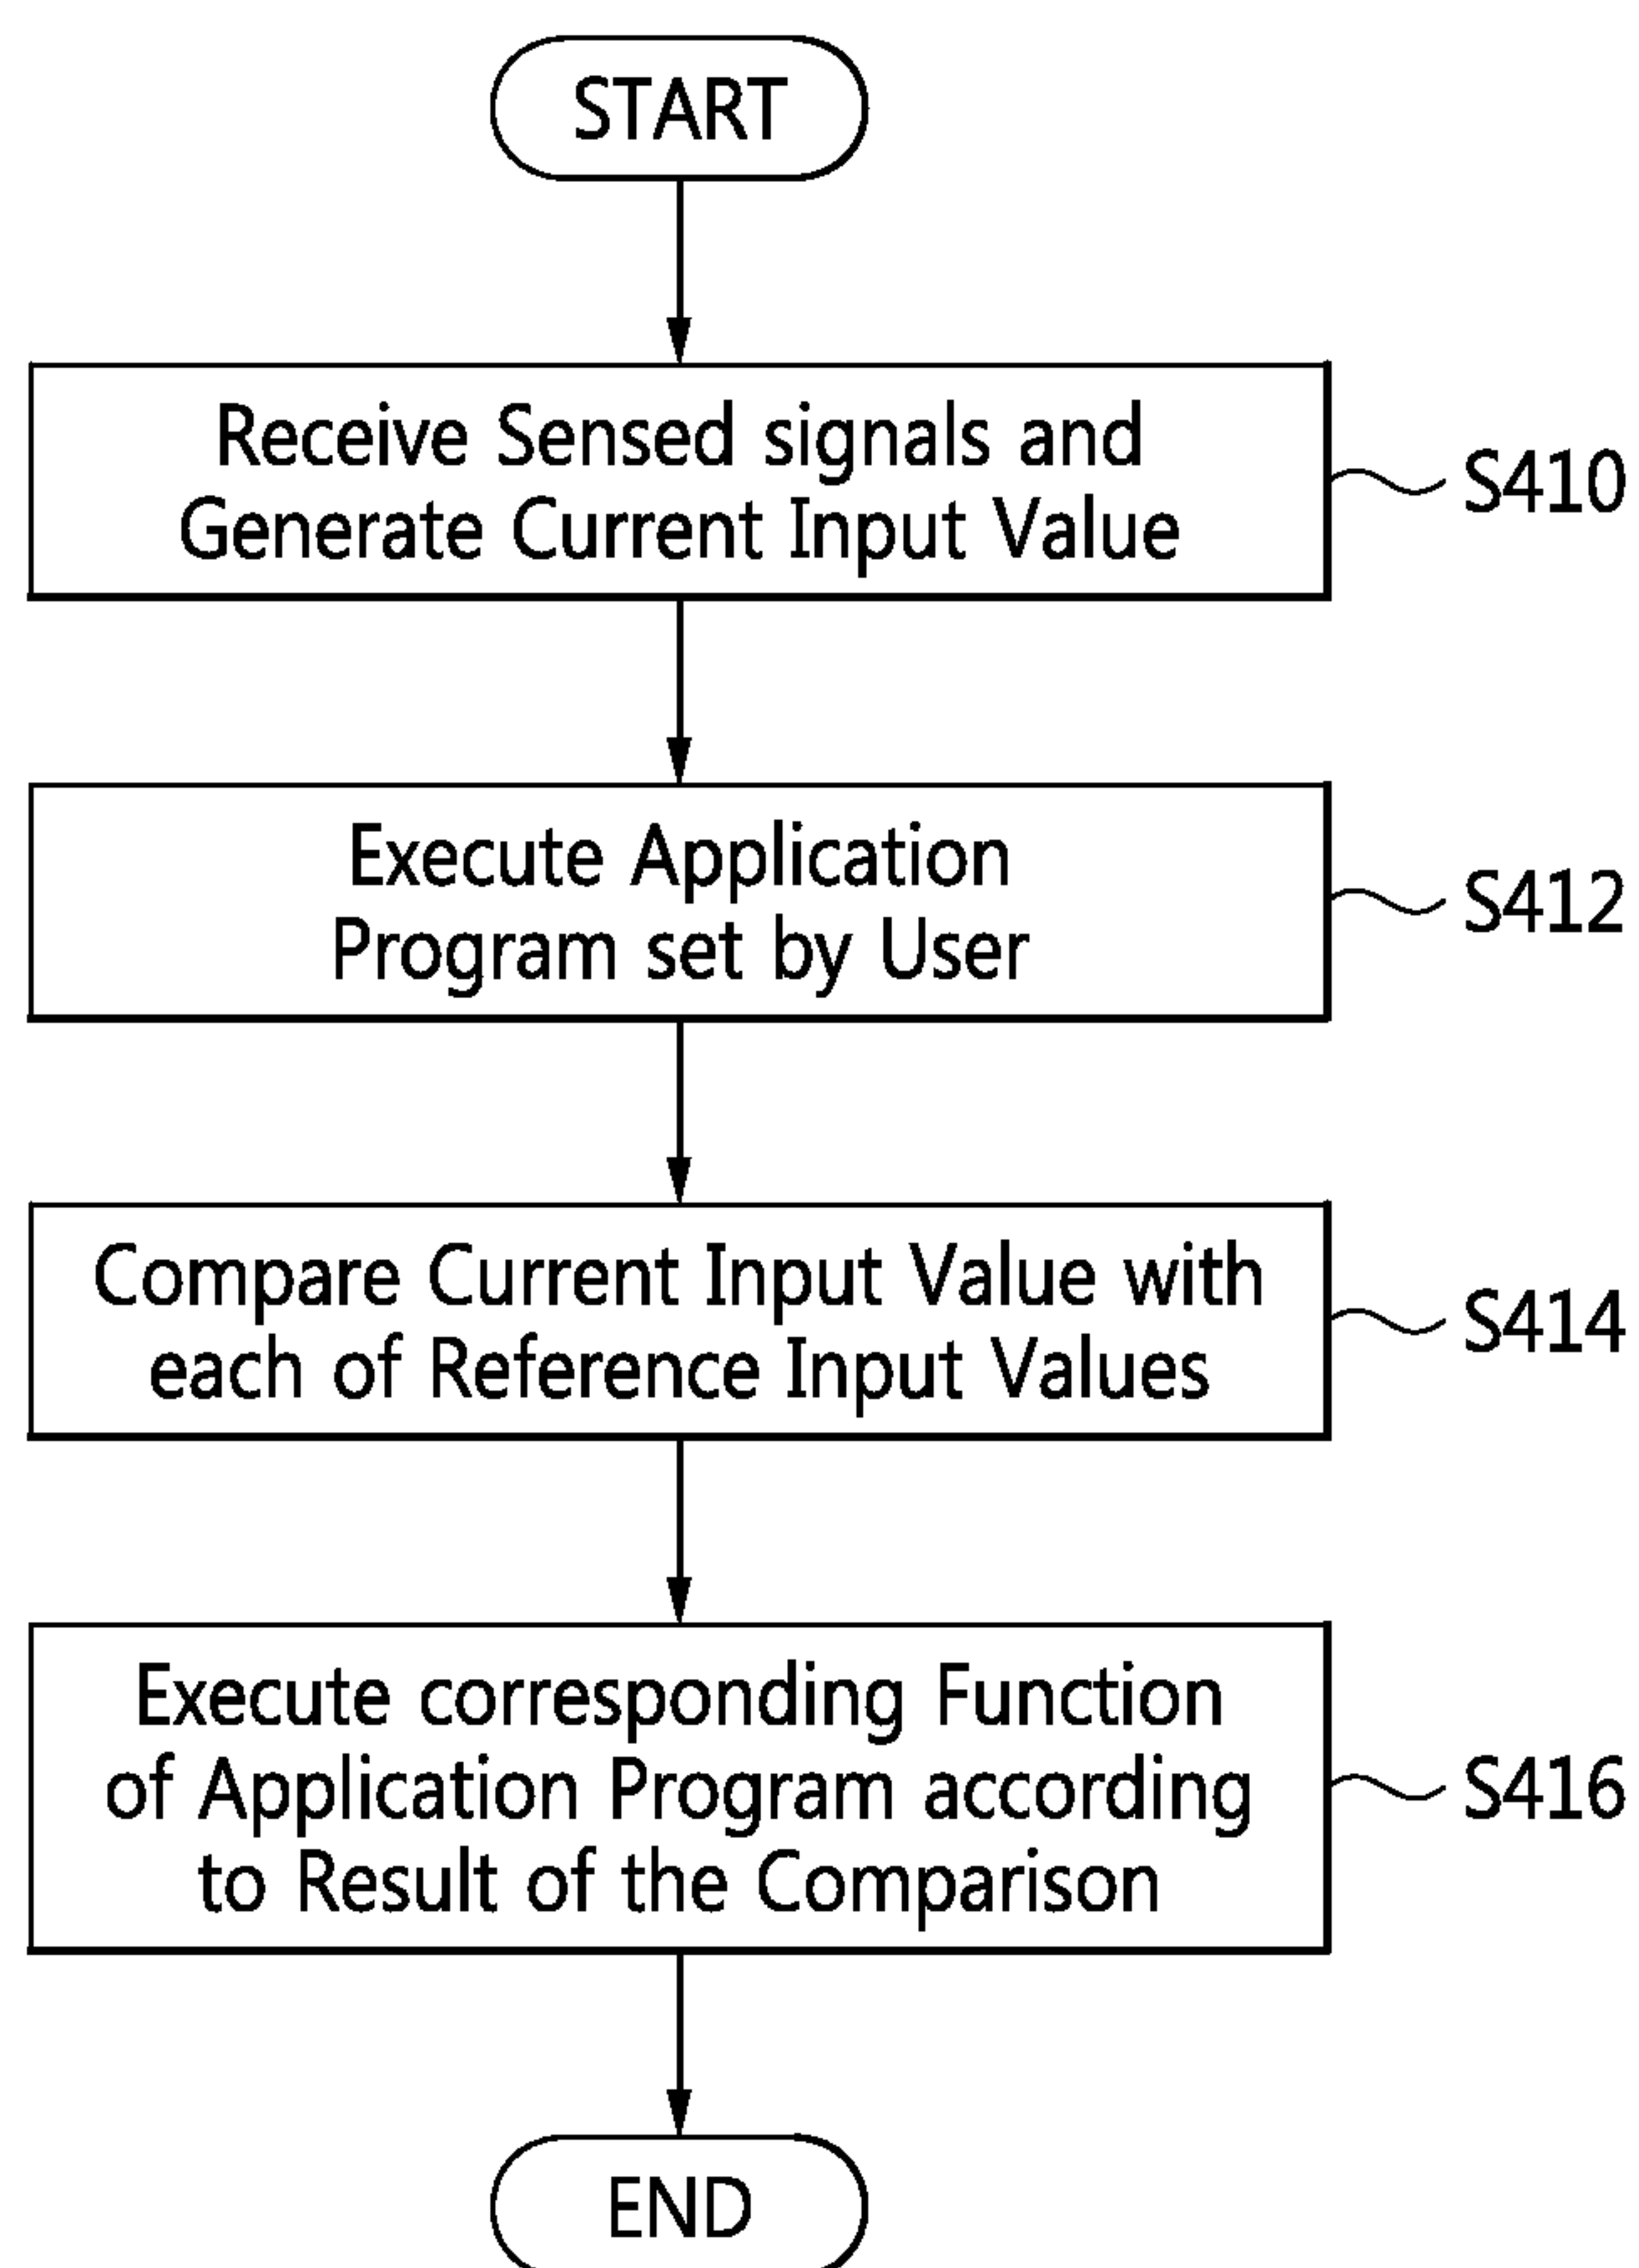 START
Receive Sensed signals and
Generate Current Input Value
S410
Execute Application
Program set by User
S412
Compare Current Input Value with
each of Reference Input Values
S414
Execute corresponding Function
of Application Program according
to Result of the Comparison
S416
END